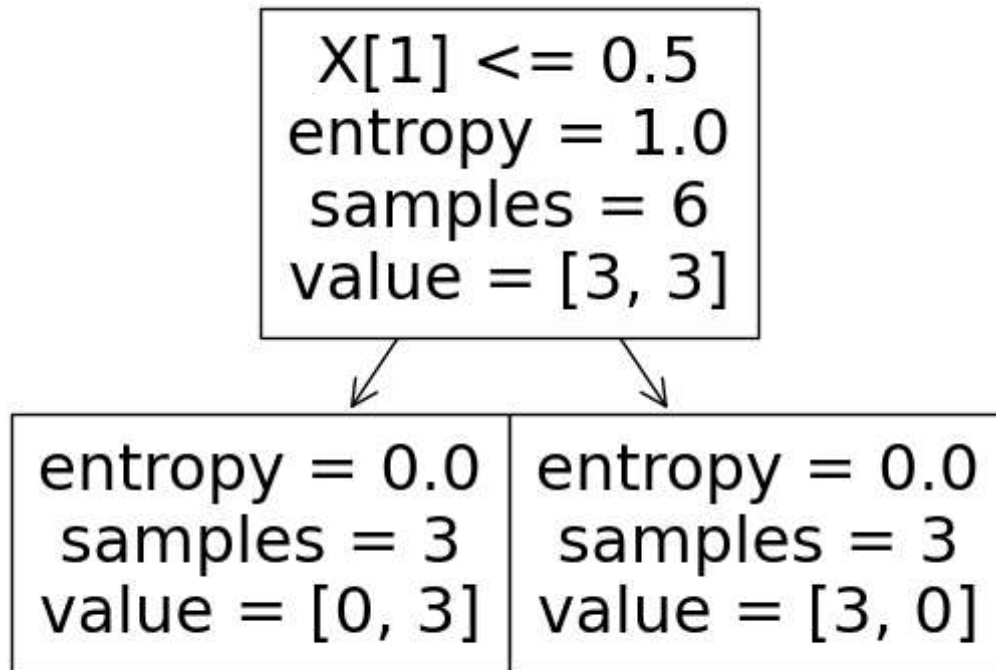 X[1] <= 0.5
entropy = 1.0
samples = 6
value = [3, 3]
entropy = 0.0
samples = 3
value = [0, 3]
entropy = 0.0
samples = 3
value = [3, 0]